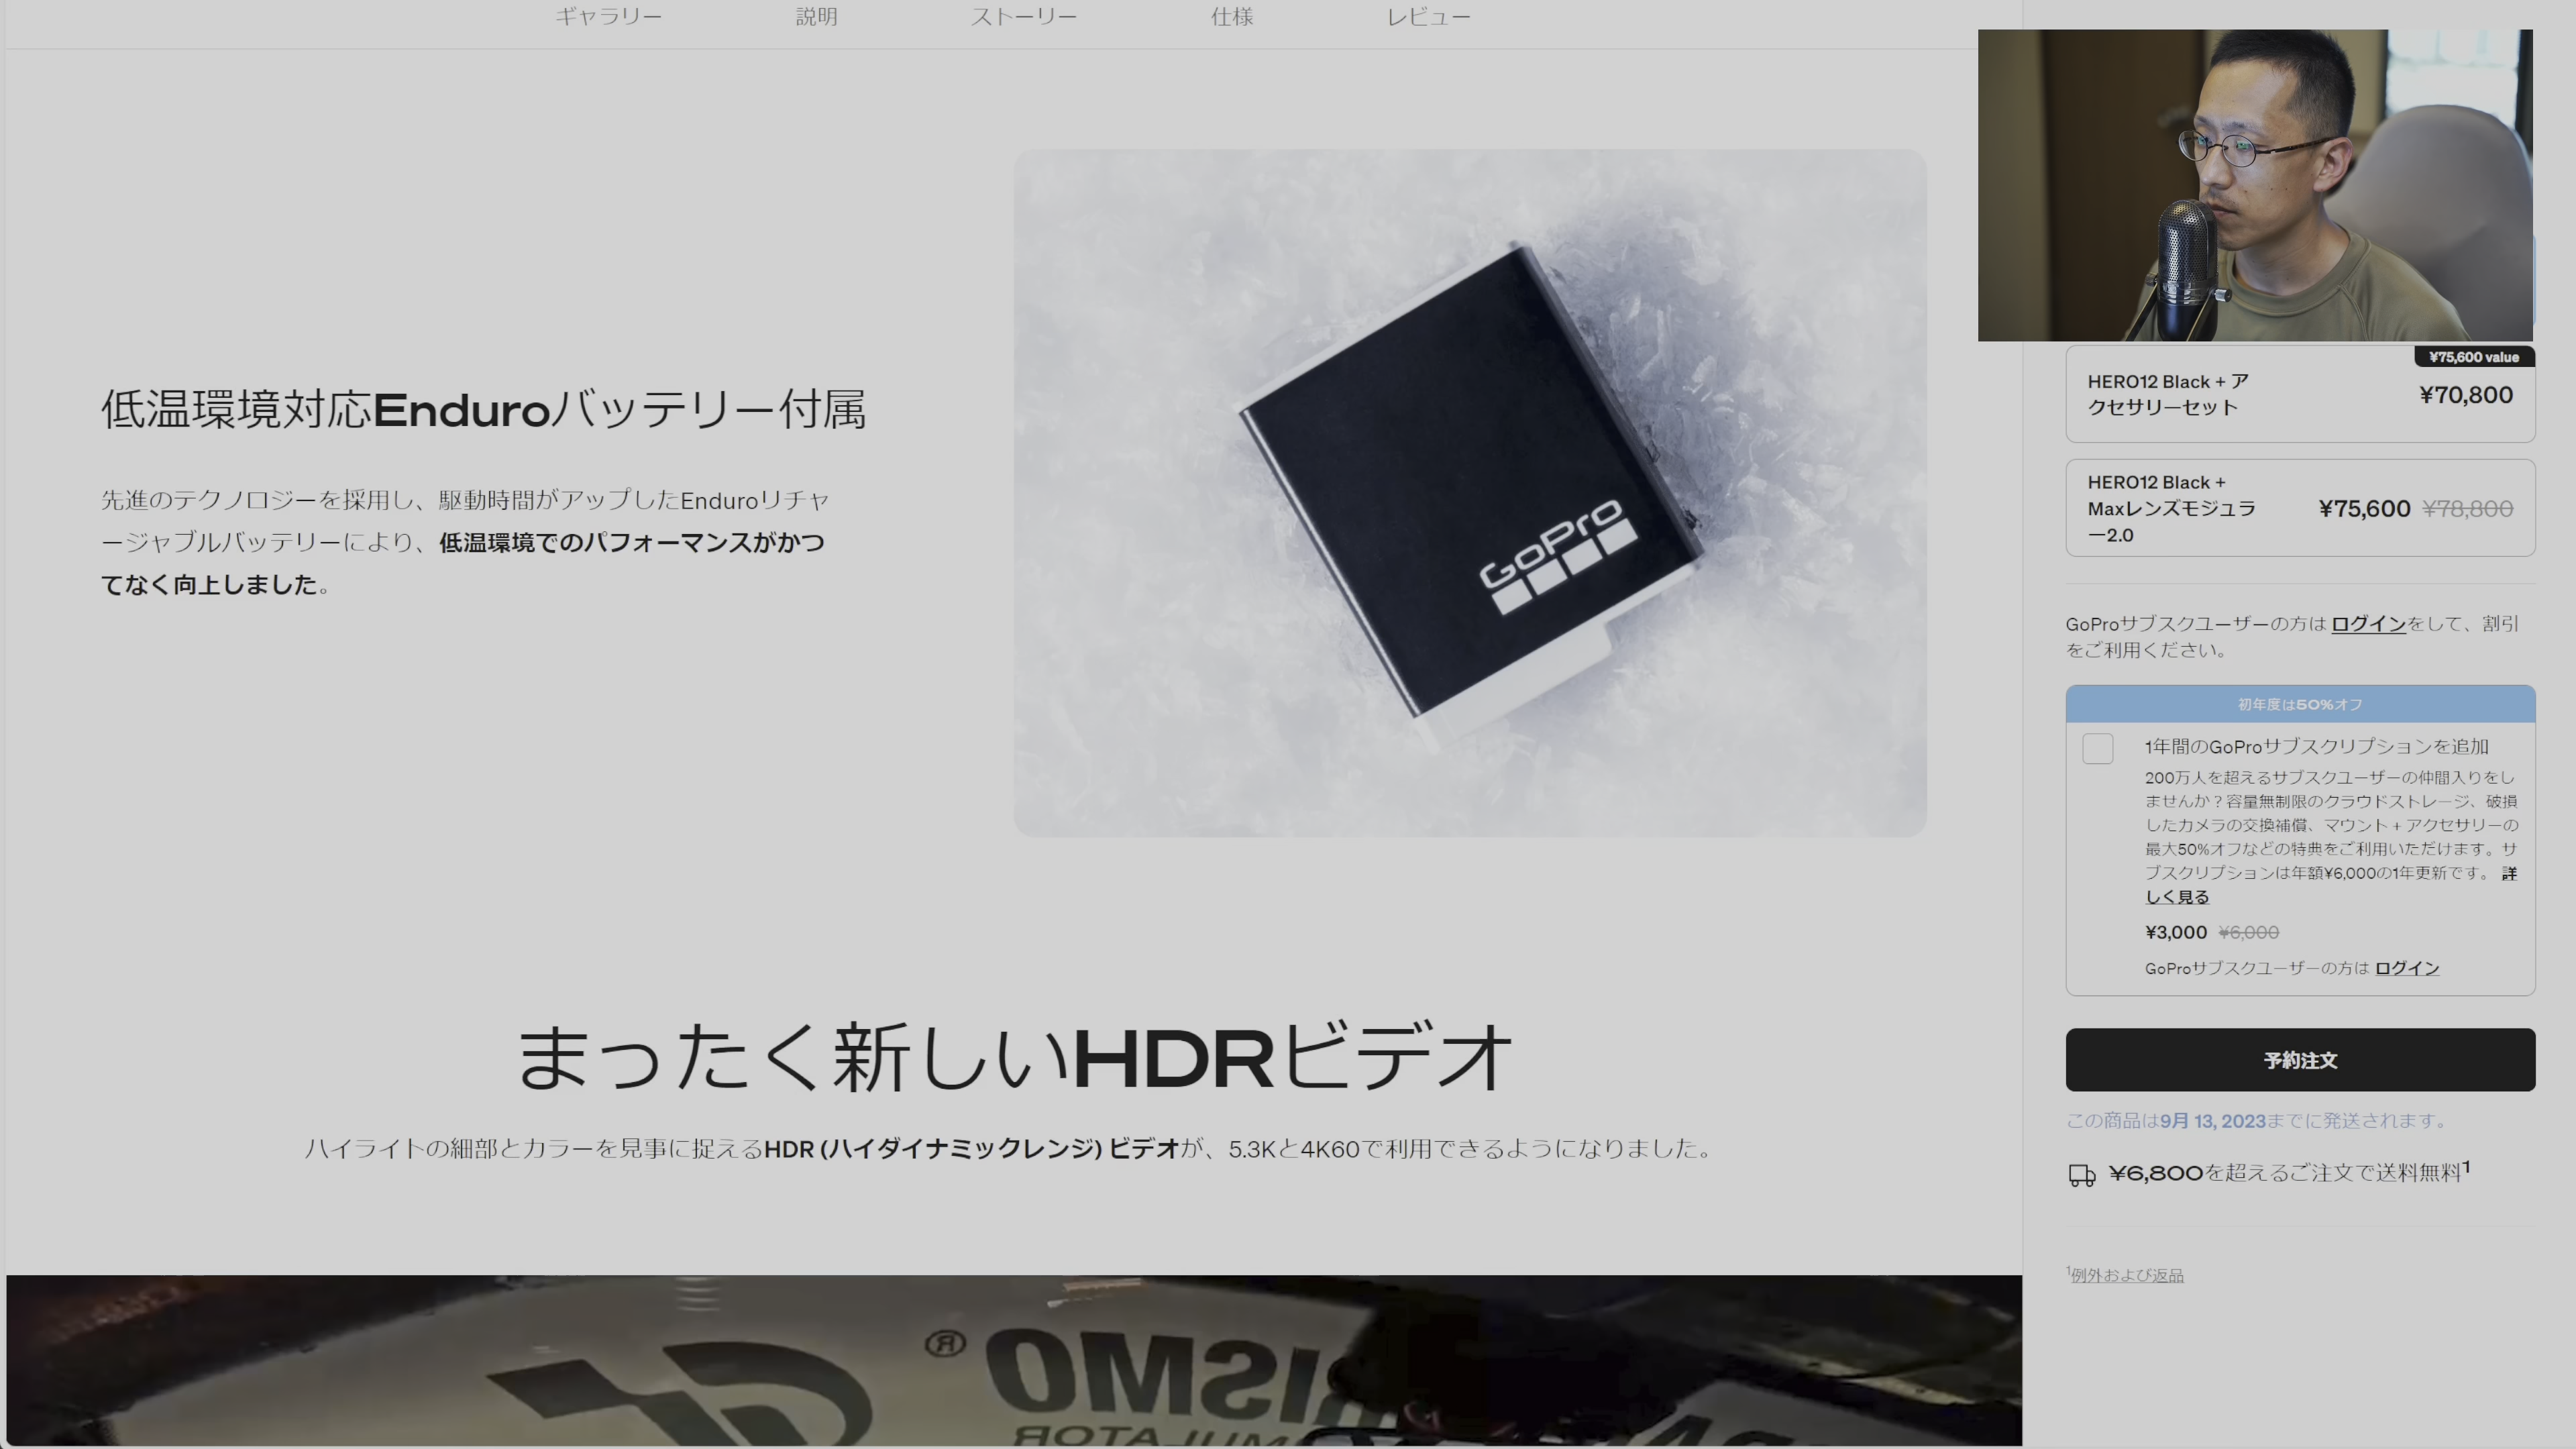 ギャラリー
説明
ストーリー
仕様
レビュー
低温環境対応Enduroバッテリー付属
先進のテクノロジーを採用し、駆動時間がアップしたEnduroリチャ
ージャブルバッテリーにより、低温環境でのパフォーマンスがかつ
てなく向上しました。
GoPro
まったく新しいHDRビデオ
ハイライトの細部とカラーを見事に捉えるHDR (ハイダイナミックレンジ) ビデオが、5.3Kと4K60で利用できるようになりました。
¥75,600 value
HERO12 Black + ア
クセサリーセット
¥70,800
HERO12 Black +
Maxレンズモジュラ
ー2.0
¥75,600 ¥78,800
GoProサブスクユーザーの方は ログインをして、割引
をご利用ください。
初年度は50%オフ
1年間のGoProサブスクリプションを追加
200万人を超えるサブスクユーザーの仲間入りをし
ませんか？容量無制限のクラウドストレージ、破損
したカメラの交換補償、マウント + アクセサリーの
最大50%オフなどの特典をご利用いただけます。サ
ブスクリプションは年額¥6,000の1年更新です。 詳
しく見る
¥3,000 ¥6,000
GoProサブスクユーザーの方は ログイン
予約注文
この商品は9月 13, 2023までに発送されます。
¥6,800を超えるご注文で送料無料1
1例外および返品